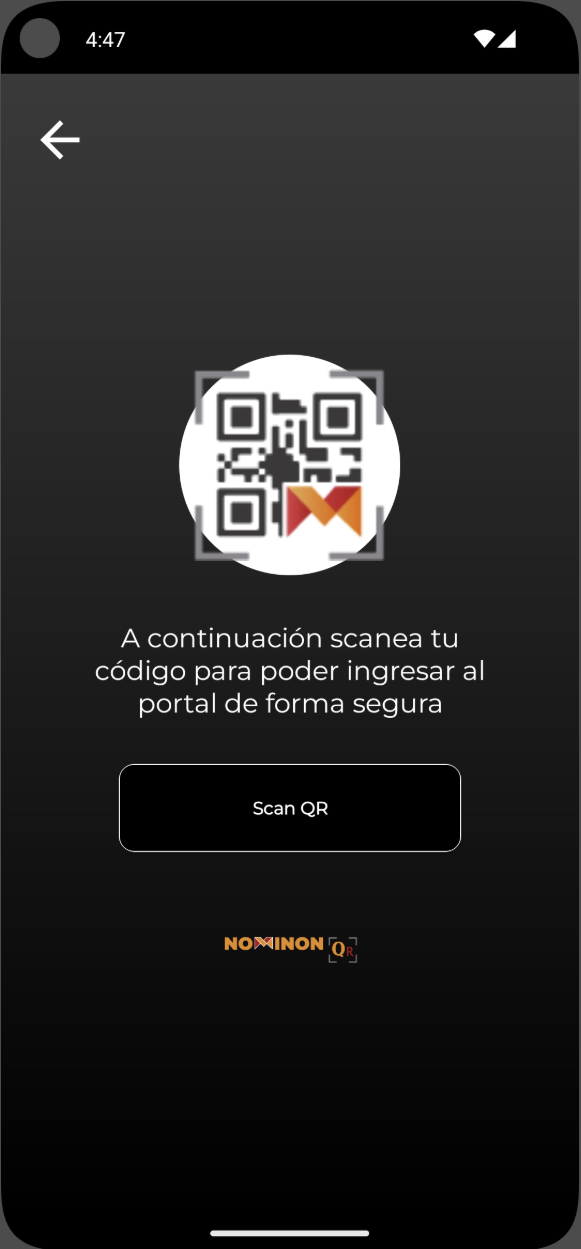 4:47
A continuación scanea tu
código para poder ingresar al
portal de forma segura
Scan QR
NOMINON QR